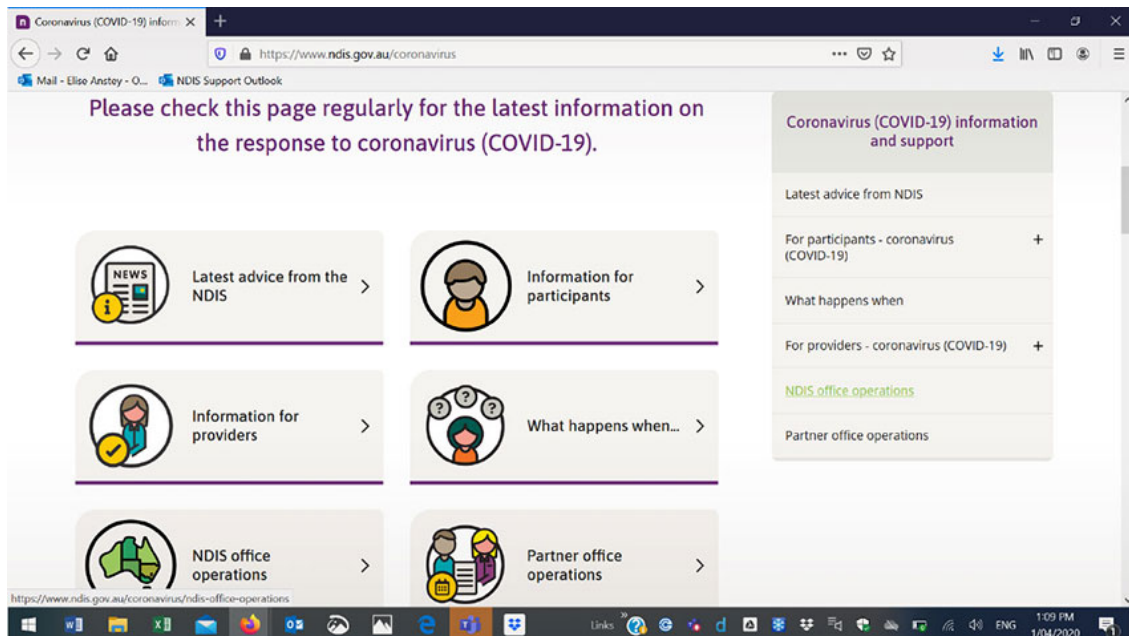 Coronavirus (COVID-19) inform
https://www.ndis.gov.au/coronavirus
Mail - Elise Anstey - O...
NDIS Support Outlook
Please check this page regularly for the latest information on
the response to coronavirus (COVID-19).
NEWS
i
Latest advice from the
NDIS
Information for
participants
Information for
providers
? ? ?
What happens when...
NDIS office
operations
Partner office
operations
Coronavirus (COVID-19) information
and support
Latest advice from NDIS
For participants - coronavirus
(COVID-19)
+
What happens when
For providers - coronavirus (COVID-19)
+
NDIS office operations
Partner office operations
https://www.ndis.gov.au/coronavirus/ndis-office-operations
Links
ENG
1:09 PM
1/04/2020